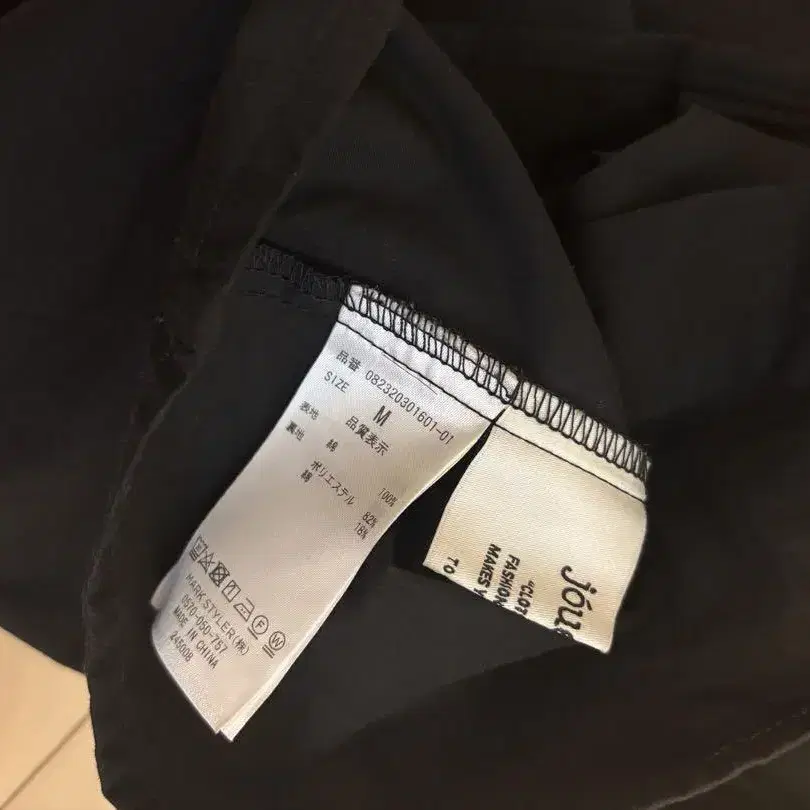 品番 082320301601-01
SIZE M
品質表示
表地 綿 100%
裏地 ポリエステル 82%
綿 18%
MARK STYLER(株)
0570-050-757
MADE IN CHINA
245008
jóu
"CLOT
FASHION
MAKES Y
TO